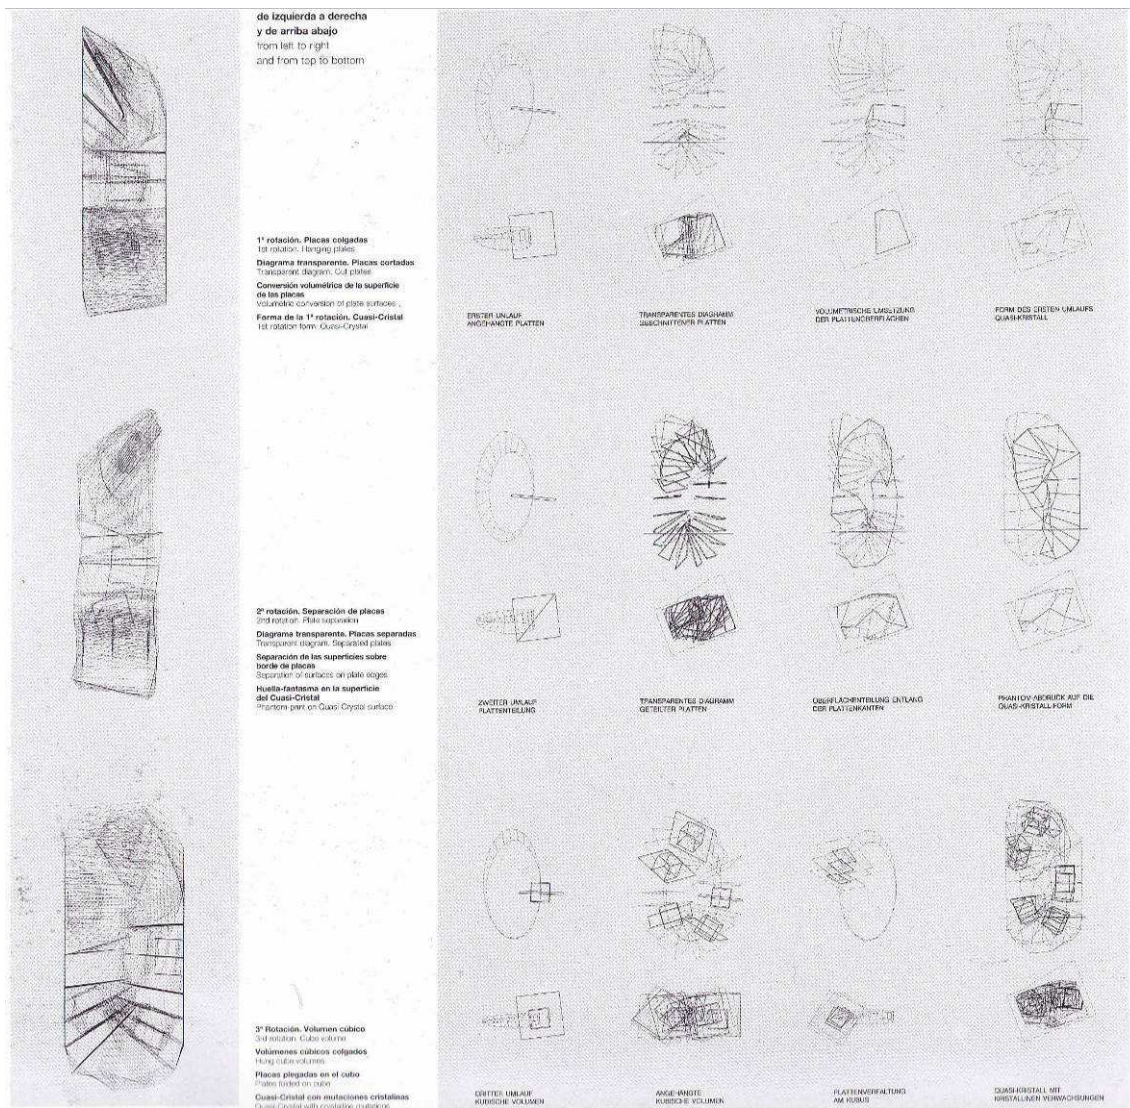 de izquierda a derecha
y de arriba abajo
from left to right
and from top to bottom
1ª rotación. Placas colgadas
1st rotation. Hanging plates
Diagrama transparente. Placas cortadas
Transparent diagram. Cut plates
Conversión volumétrica de la superficie
de las placas
Volumetric conversion of plate surfaces
Forma de la 1ª rotación. Cuasi-Cristal
1st rotation form. Quasi-Crystal
ERSTER UMLAUF
ANGEHÄNGTE PLATTEN
TRANSPARENTES DIAGRAMM
GESCHNITTENER PLATTEN
VOLUMETRISCHE UMSETZUNG
DER PLATTENOBERFLÄCHEN
FORM DES ERSTEN UMLAUFS
QUASI-KRISTALL
2ª rotación. Separación de placas
2nd rotation. Plate separation
Diagrama transparente. Placas separadas
Transparent diagram. Separated plates
Separación de las superficies sobre
borde de placas
Separation of surfaces on plate edges
Huella-fantasma en la superficie
del Cuasi-Cristal
Phantom-print on Quasi-Crystal surface
ZWEITER UMLAUF
PLATTENTEILUNG
TRANSPARENTES DIAGRAMM
GETEILTER PLATTEN
OBERFLÄCHENTEILUNG ENTLANG
DER PLATTENKANTEN
PHANTOM-ABDRUCK AUF DIE
QUASI-KRISTALL-FORM
3ª Rotación. Volumen cúbico
3rd rotation. Cube volume
Volúmenes cúbicos colgados
Hung cube volumes
Placas plegadas en el cubo
Plates folded on cube
Cuasi-Cristal con mutaciones cristalinas
Quasi-Crystal with crystalline mutations
DRITTER UMLAUF
KUBISCHE VOLUMEN
ANGEHÄNGTE
KUBISCHE VOLUMEN
PLATTENVERFALTUNG
AM KUBUS
QUASI-KRISTALL MIT
KRISTALLINEN VERWACHSUNGEN